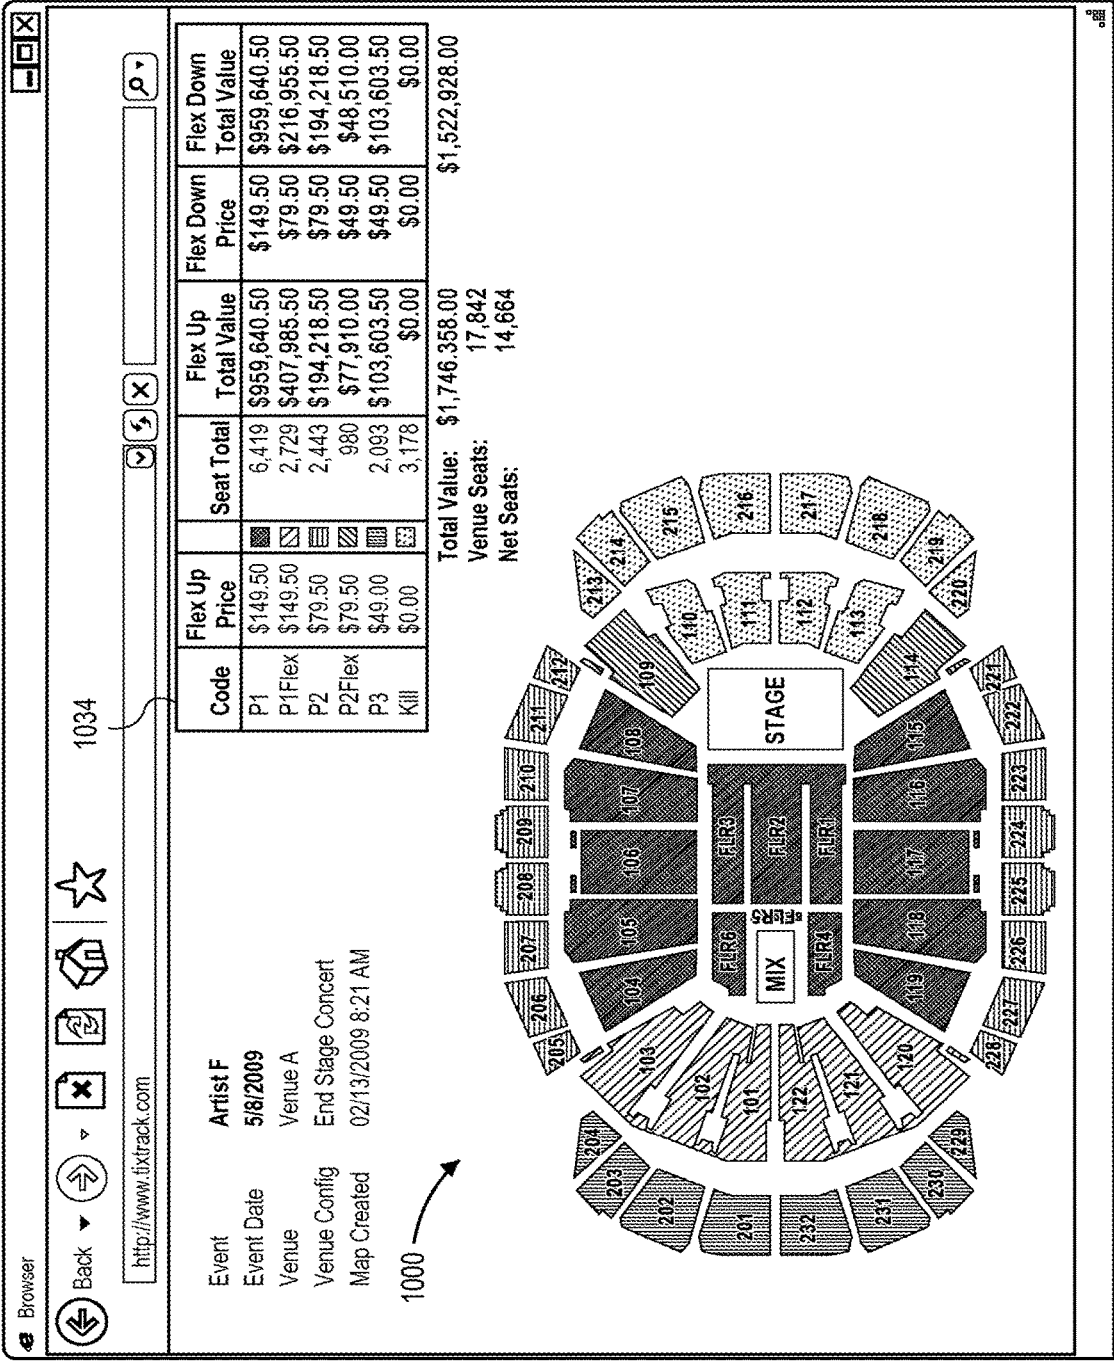 Browser
Back
http://www.tixtrack.com
1034
Event Artist F
Event Date 5/8/2009
Venue Venue A
Venue Config End Stage Concert
Map Created 02/13/2009 8:21 AM
1000
Code Flex Up Price Seat Total Flex Up Total Value Flex Down Price Flex Down Total Value
P1 $149.50 6,419 $959,640.50 $149.50 $959,640.50
P1Flex $149.50 2,729 $407,985.50 $79.50 $216,955.50
P2 $79.50 2,443 $194,218.50 $79.50 $194,218.50
P2Flex $79.50 980 $77,910.00 $49.50 $48,510.00
P3 $49.00 2,093 $103,603.50 $49.50 $103,603.50
Kill $0.00 3,178 $0.00 $0.00 $0.00
Total Value: $1,746.358.00 $1,522,928.00
Venue Seats: 17,842
Net Seats: 14,664
205 206 207 208 209 210 211 212
204 213
203 214
202 215
201 216
232 217
231 218
230 219
229 220
103 104 105 106 107 108 109
102 110
101 111
122 112
121 113
120 119 118 117 116 115 114
FLR6 FLR3
MIX FLR5 FLR2 STAGE
FLR4 FLR1
228 227 226 225 224 223 222 221